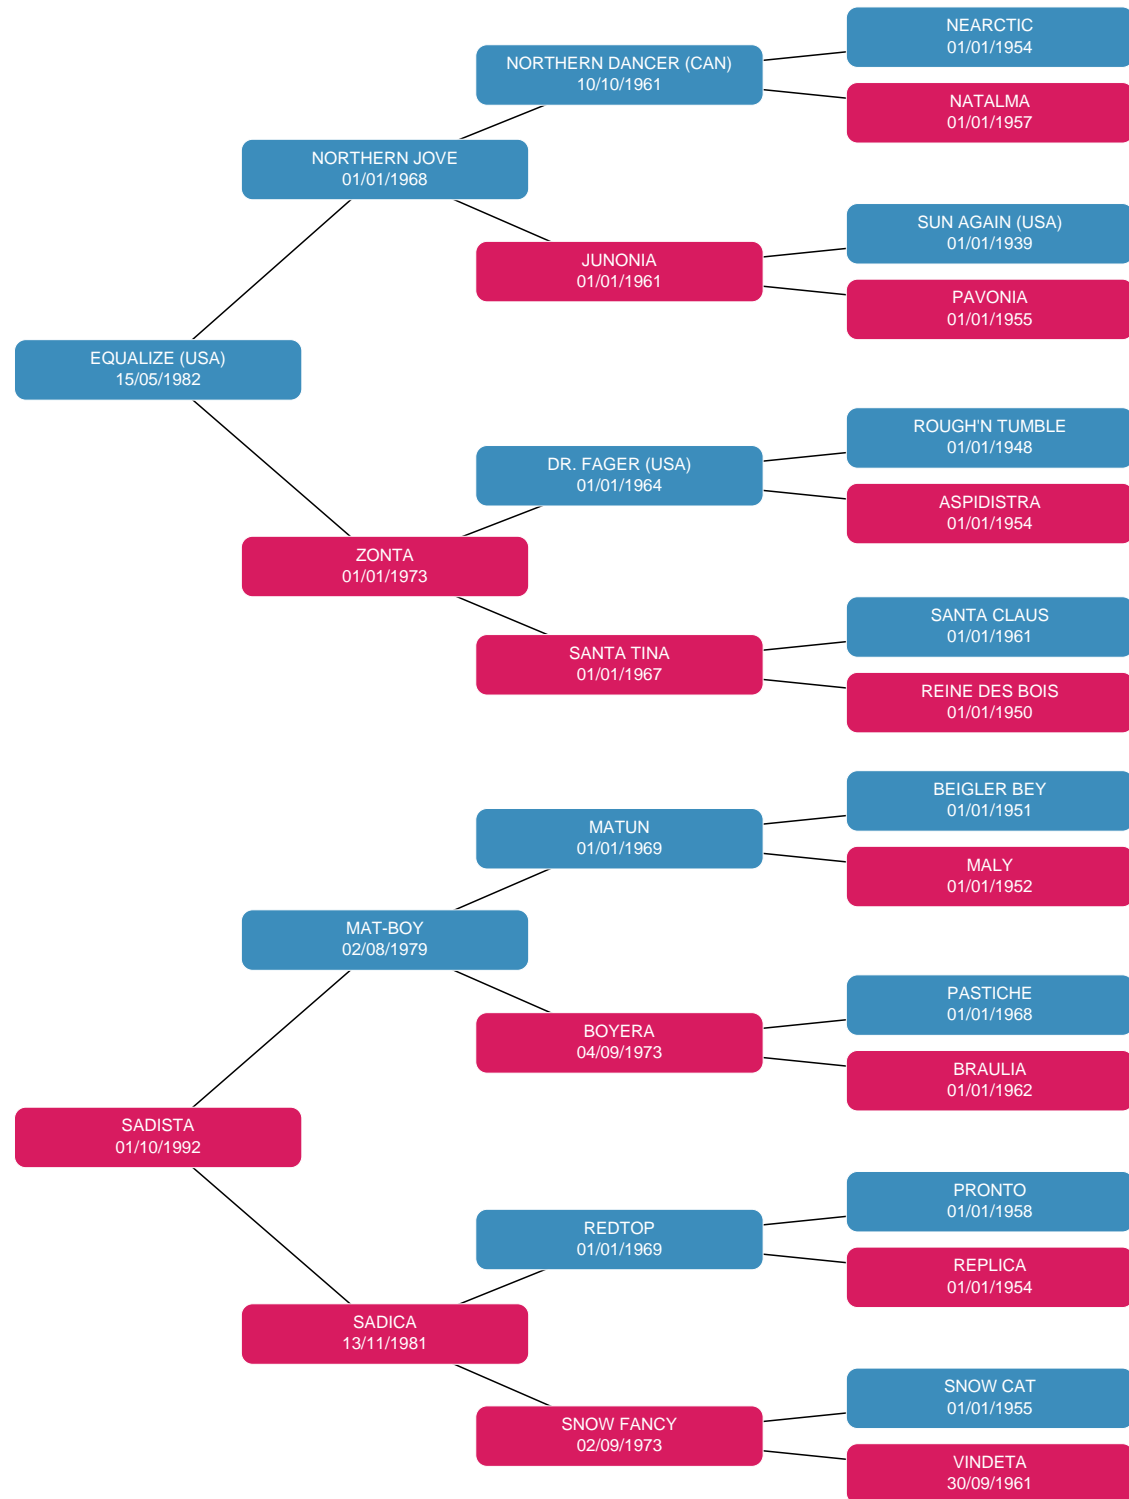 NEARCTIC
01/01/1954
NORTHERN DANCER (CAN)
10/10/1961
NATALMA
01/01/1957
NORTHERN JOVE
01/01/1968
SUN AGAIN (USA)
01/01/1939
JUNONIA
01/01/1961
PAVONIA
01/01/1955
EQUALIZE (USA)
15/05/1982
ROUGH'N TUMBLE
01/01/1948
DR. FAGER (USA)
01/01/1964
ASPIDISTRA
01/01/1954
ZONTA
01/01/1973
SANTA CLAUS
01/01/1961
SANTA TINA
01/01/1967
REINE DES BOIS
01/01/1950
BEIGLER BEY
01/01/1951
MATUN
01/01/1969
MALY
01/01/1952
MAT-BOY
02/08/1979
PASTICHE
01/01/1968
BOYERA
04/09/1973
BRAULIA
01/01/1962
SADISTA
01/10/1992
PRONTO
01/01/1958
REDTOP
01/01/1969
REPLICA
01/01/1954
SADICA
13/11/1981
SNOW CAT
01/01/1955
SNOW FANCY
02/09/1973
VINDETA
30/09/1961